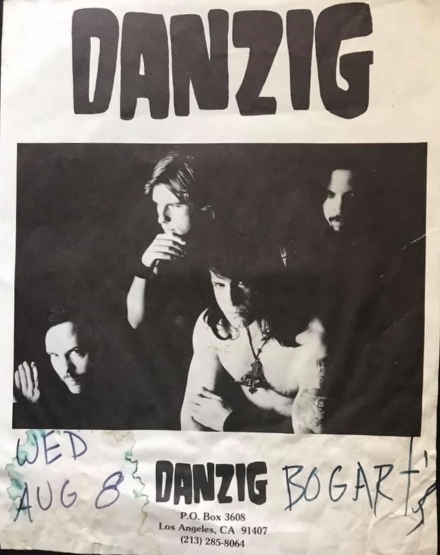 DANZIG
WED
AUG 8
DANZIG
BOGART's
P.O. Box 3608
Los Angeles, CA 91407
(213) 285-8064